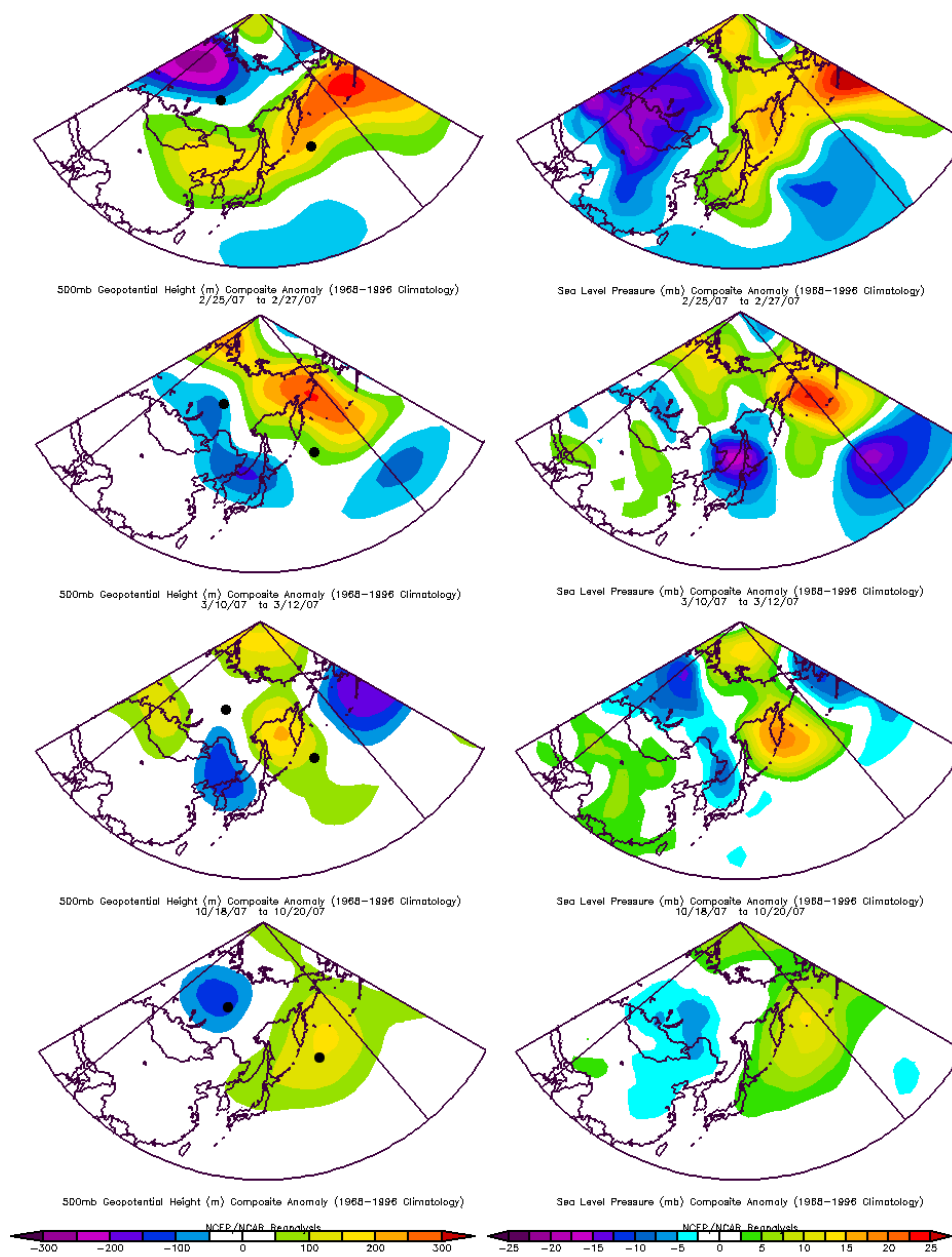 500mb Geopotential Height (m) Composite Anomaly (1968-1996 Climatology)
2/25/07 to 2/27/07
Sea Level Pressure (mb) Composite Anomaly (1968-1996 Climatology)
2/25/07 to 2/27/07
500mb Geopotential Height (m) Composite Anomaly (1968-1996 Climatology)
3/10/07 to 3/12/07
Sea Level Pressure (mb) Composite Anomaly (1968-1996 Climatology)
3/10/07 to 3/12/07
500mb Geopotential Height (m) Composite Anomaly (1968-1996 Climatology)
10/18/07 to 10/20/07
Sea Level Pressure (mb) Composite Anomaly (1968-1996 Climatology)
10/18/07 to 10/20/07
500mb Geopotential Height (m) Composite Anomaly (1968-1996 Climatology)
Sea Level Pressure (mb) Composite Anomaly (1968-1996 Climatology)
NCEP/NCAR Reanalysis
NCEP/NCAR Reanalysis
-300 -200 -100 0 100 200 300
-25 -20 -15 -10 -5 0 5 10 15 20 25